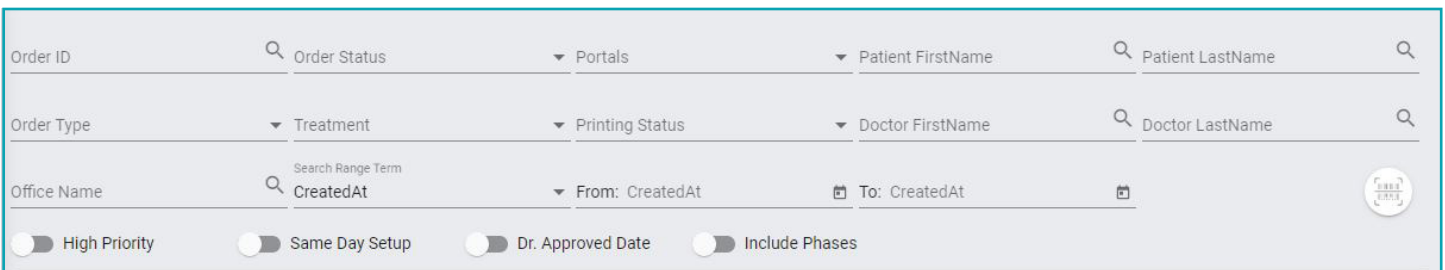 Order ID Order Status Portals Patient FirstName Patient LastName
Order Type Treatment Printing Status Doctor FirstName Doctor LastName
Search Range Term
Office Name CreatedAt From: CreatedAt To: CreatedAt
High Priority Same Day Setup Dr. Approved Date Include Phases